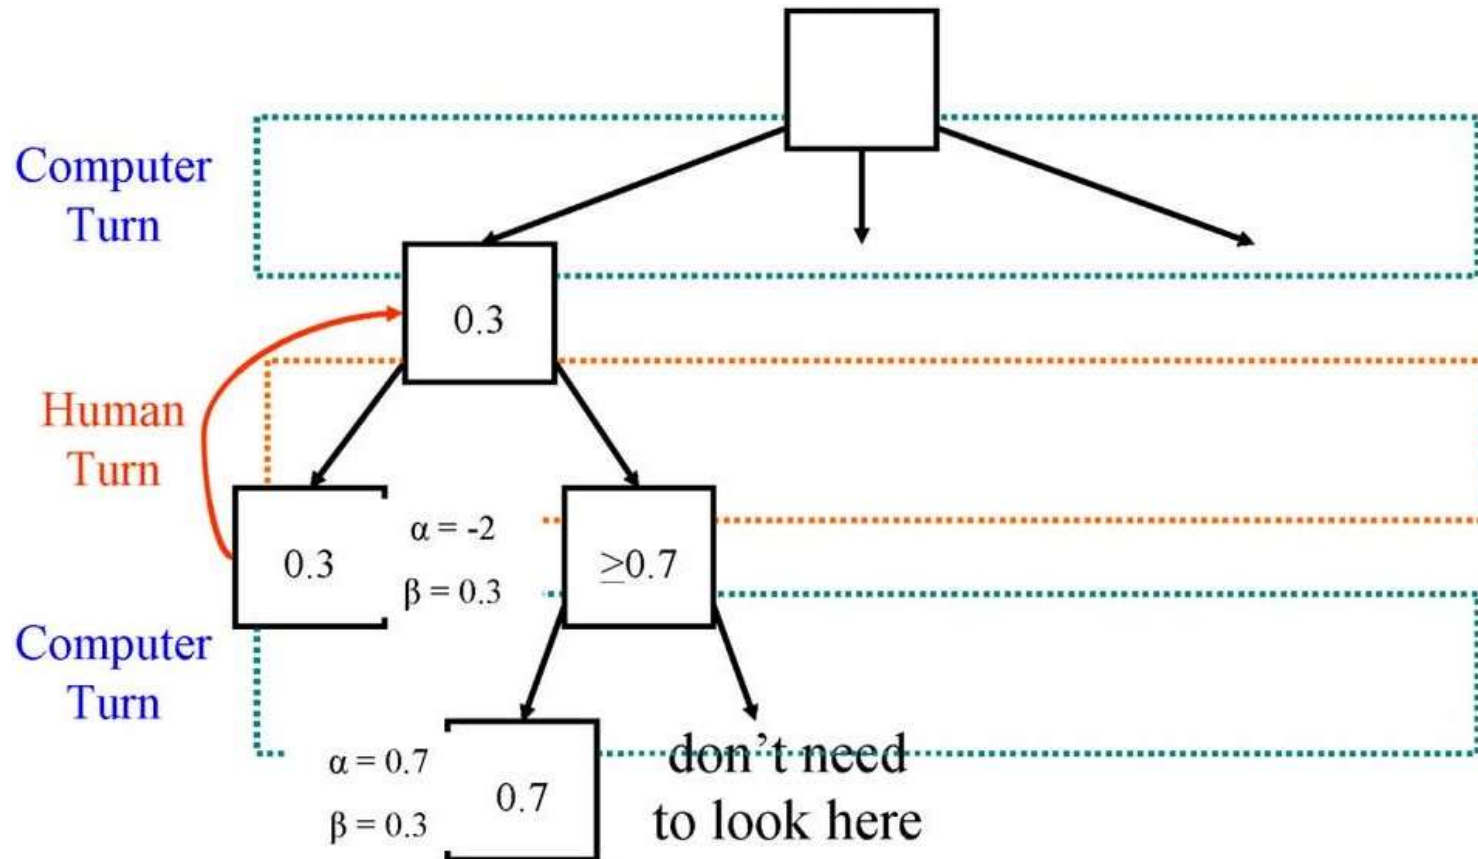 Computer
Turn
0.3
Human
Turn
0.3
α = -2
β = 0.3
≥0.7
Computer
Turn
α = 0.7
β = 0.3
0.7
don't need
to look here